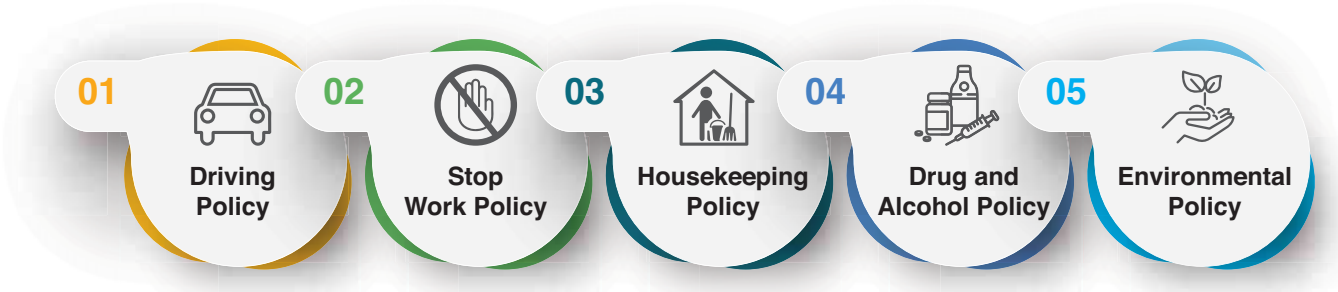 01
Driving
Policy
02
Stop
Work Policy
03
Housekeeping
Policy
04
Drug and
Alcohol Policy
05
Environmental
Policy